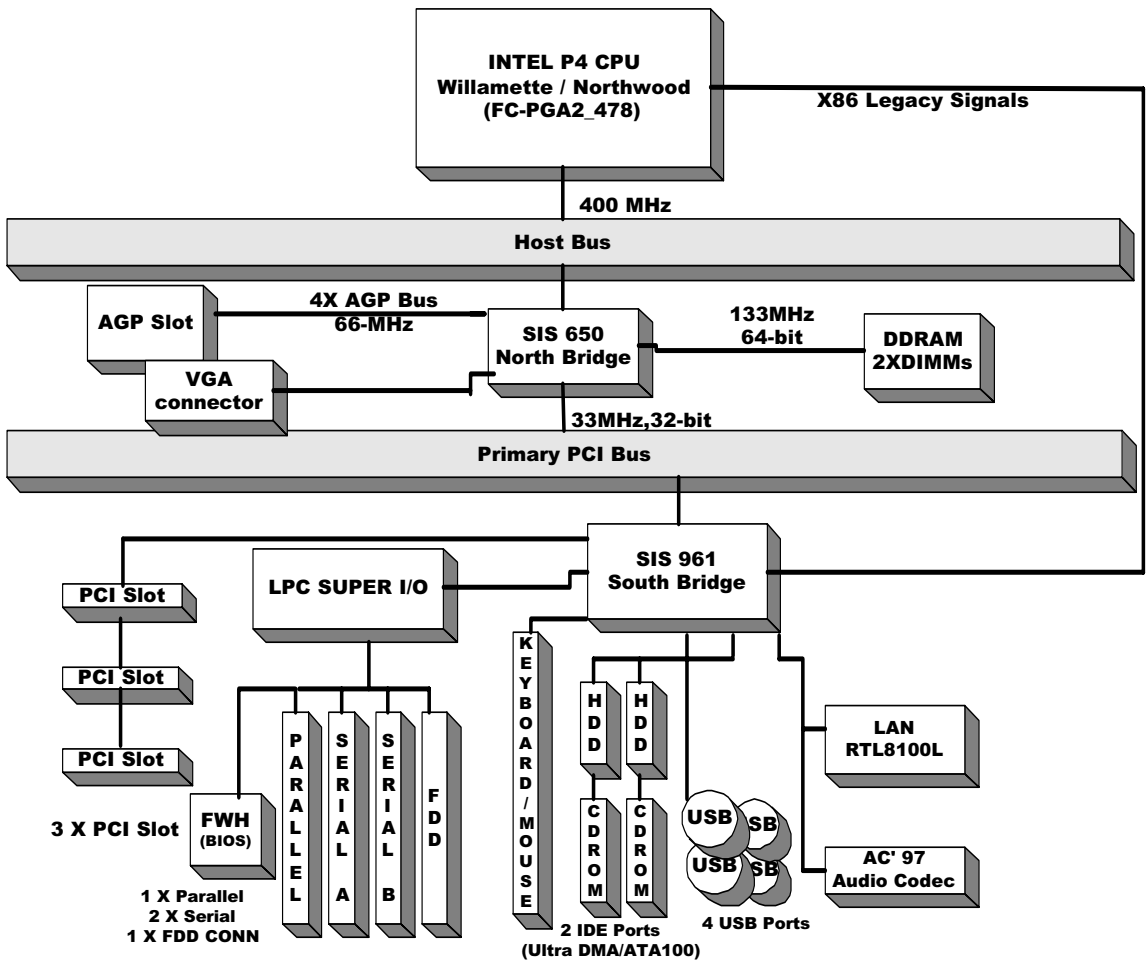 INTEL P4 CPU
Willamette / Northwood
(FC-PGA2_478)
X86 Legacy Signals
400 MHz
Host Bus
AGP Slot
4X AGP Bus
66-MHz
SIS 650
North Bridge
133MHz
64-bit
DDRAM
2XDIMMs
VGA
connector
33MHz,32-bit
Primary PCI Bus
SIS 961
South Bridge
LPC SUPER I/O
PCI Slot
PCI Slot
PCI Slot
3 X PCI Slot
FWH
(BIOS)
PARALLEL
SERIAL A
SERIAL B
FDD
1 X Parallel
2 X Serial
1 X FDD CONN
KEYBOARD/MOUSE
HDD
HDD
CDROM
CDROM
2 IDE Ports
(Ultra DMA/ATA100)
USB
SB
USB
SB
4 USB Ports
LAN
RTL8100L
AC' 97
Audio Codec